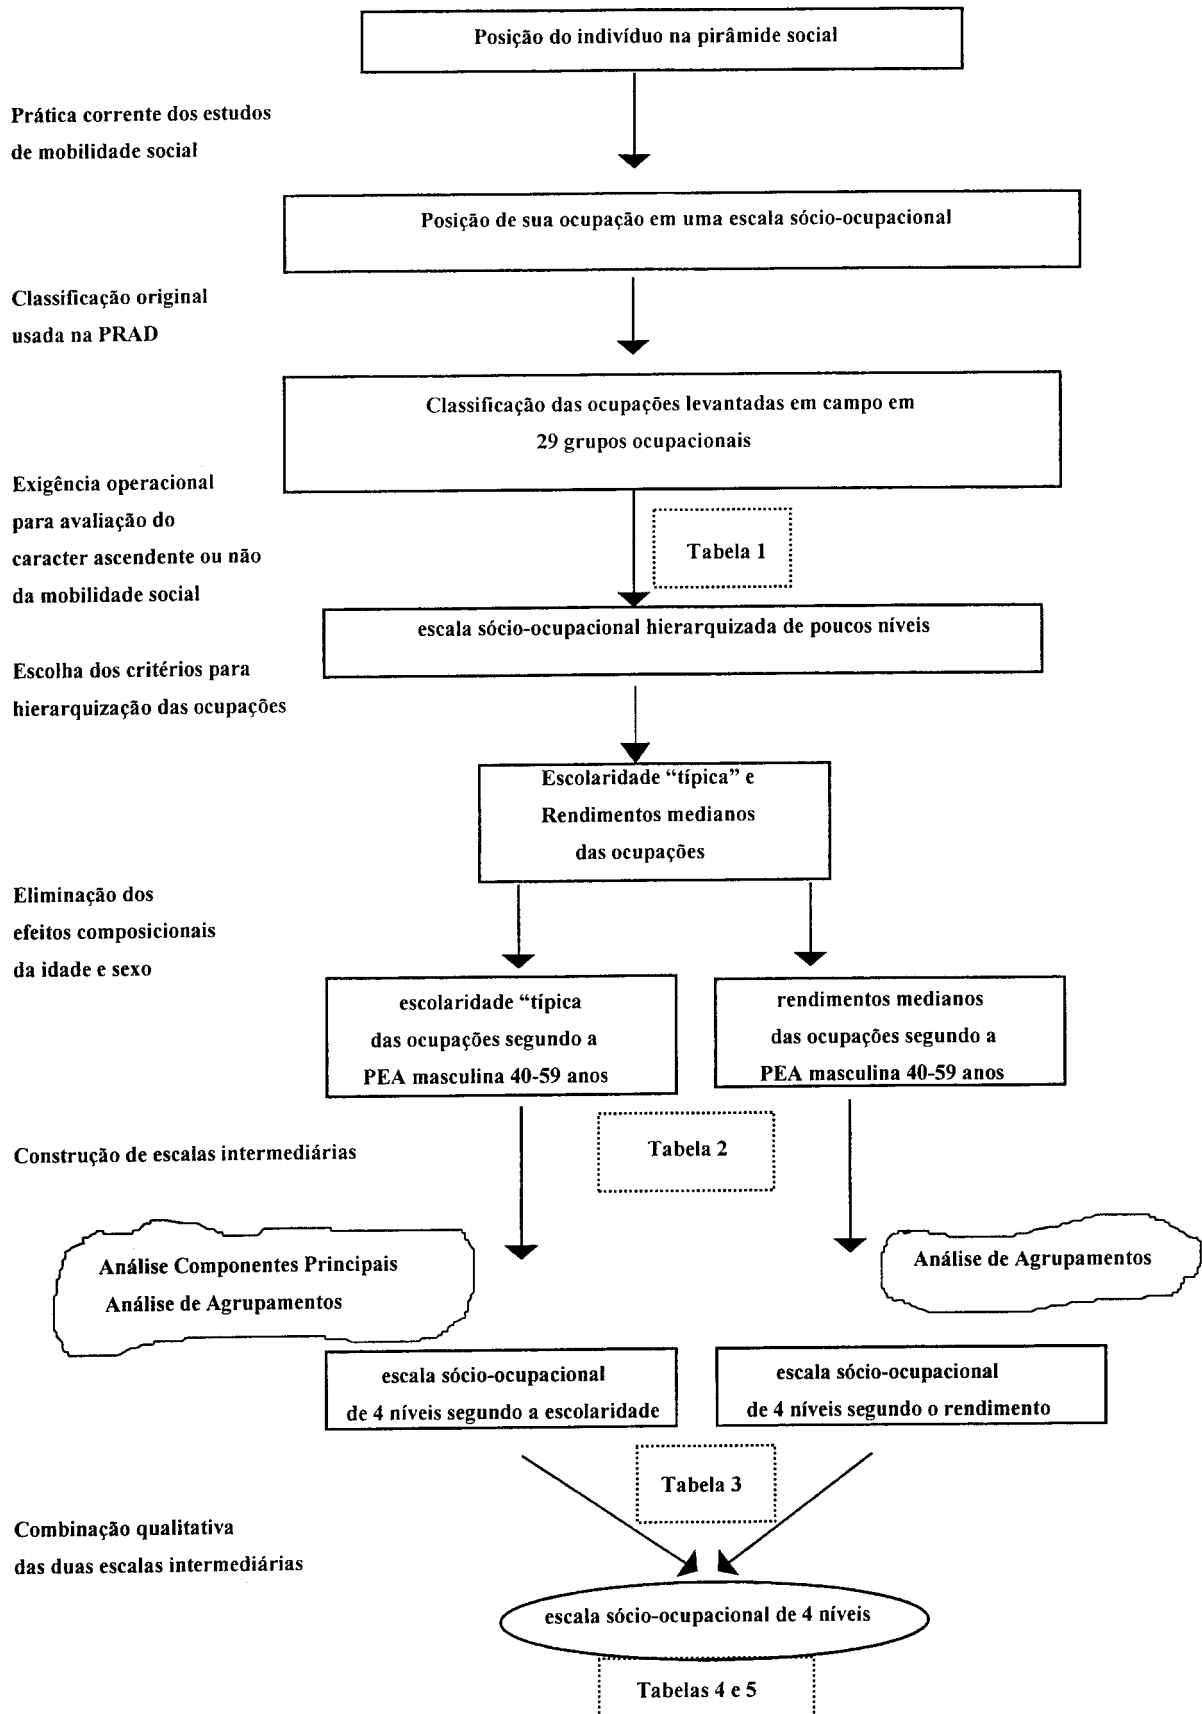 Posição do indivíduo na pirâmide social
Prática corrente dos estudos
de mobilidade social
Posição de sua ocupação em uma escala sócio-ocupacional
Classificação original
usada na PRAD
Classificação das ocupações levantadas em campo em
29 grupos ocupacionais
Exigência operacional
para avaliação do
caracter ascendente ou não
da mobilidade social
Tabela 1
escala sócio-ocupacional hierarquizada de poucos níveis
Escolha dos critérios para
hierarquização das ocupações
Escolaridade “típica” e
Rendimentos medianos
das ocupações
Eliminação dos
efeitos composicionais
da idade e sexo
escolaridade “típica
das ocupações segundo a
PEA masculina 40-59 anos
rendimentos medianos
das ocupações segundo a
PEA masculina 40-59 anos
Tabela 2
Construção de escalas intermediárias
Análise Componentes Principais
Análise de Agrupamentos
Análise de Agrupamentos
escala sócio-ocupacional
de 4 níveis segundo a escolaridade
escala sócio-ocupacional
de 4 níveis segundo o rendimento
Tabela 3
Combinação qualitativa
das duas escalas intermediárias
escala sócio-ocupacional de 4 níveis
Tabelas 4 e 5